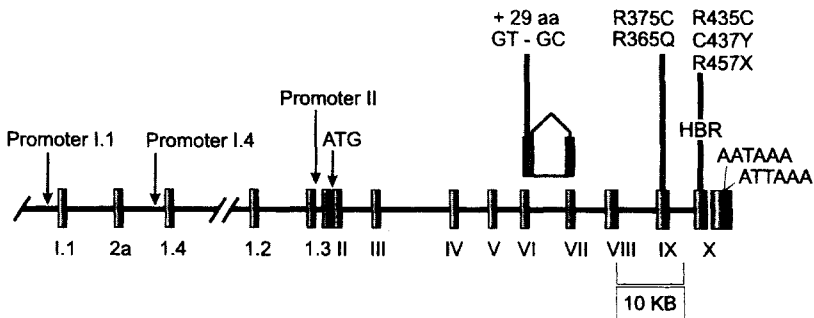 + 29 aa
GT - GC
R375C
R365Q
R435C
C437Y
R457X
Promoter II
Promoter I.1
Promoter I.4
ATG
HBR
AATAAA
ATTAAA
I.1
2a
1.4
1.2
1.3
II
III
IV
V
VI
VII
VIII
IX
X
10 KB